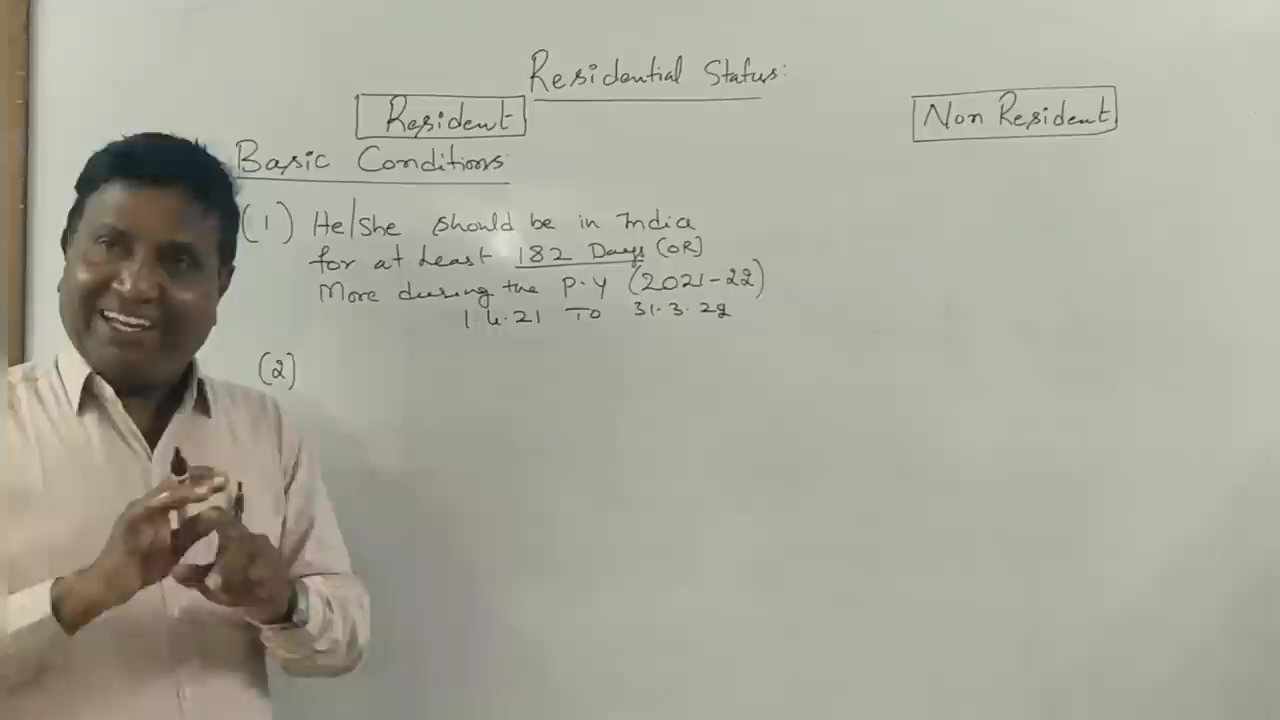 Residential Status:
Resident
Non Resident
Basic Conditions
(1) He/She should be in India
for at Least 182 Days (OR)
More during the P.Y (2021-22)
1.4.21 TO 31.3.22
(2)